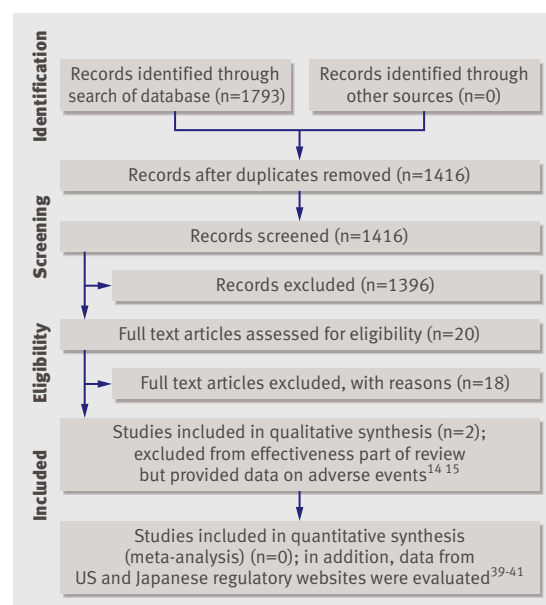 Identification
Records identified through
search of database (n=1793)
Records identified through
other sources (n=0)
Records after duplicates removed (n=1416)
Screening
Records screened (n=1416)
Records excluded (n=1396)
Eligibility
Full text articles assessed for eligibility (n=20)
Full text articles excluded, with reasons (n=18)
Included
Studies included in qualitative synthesis (n=2);
excluded from effectiveness part of review
but provided data on adverse events14 15
Studies included in quantitative synthesis
(meta-analysis) (n=0); in addition, data from
US and Japanese regulatory websites were evaluated39-41